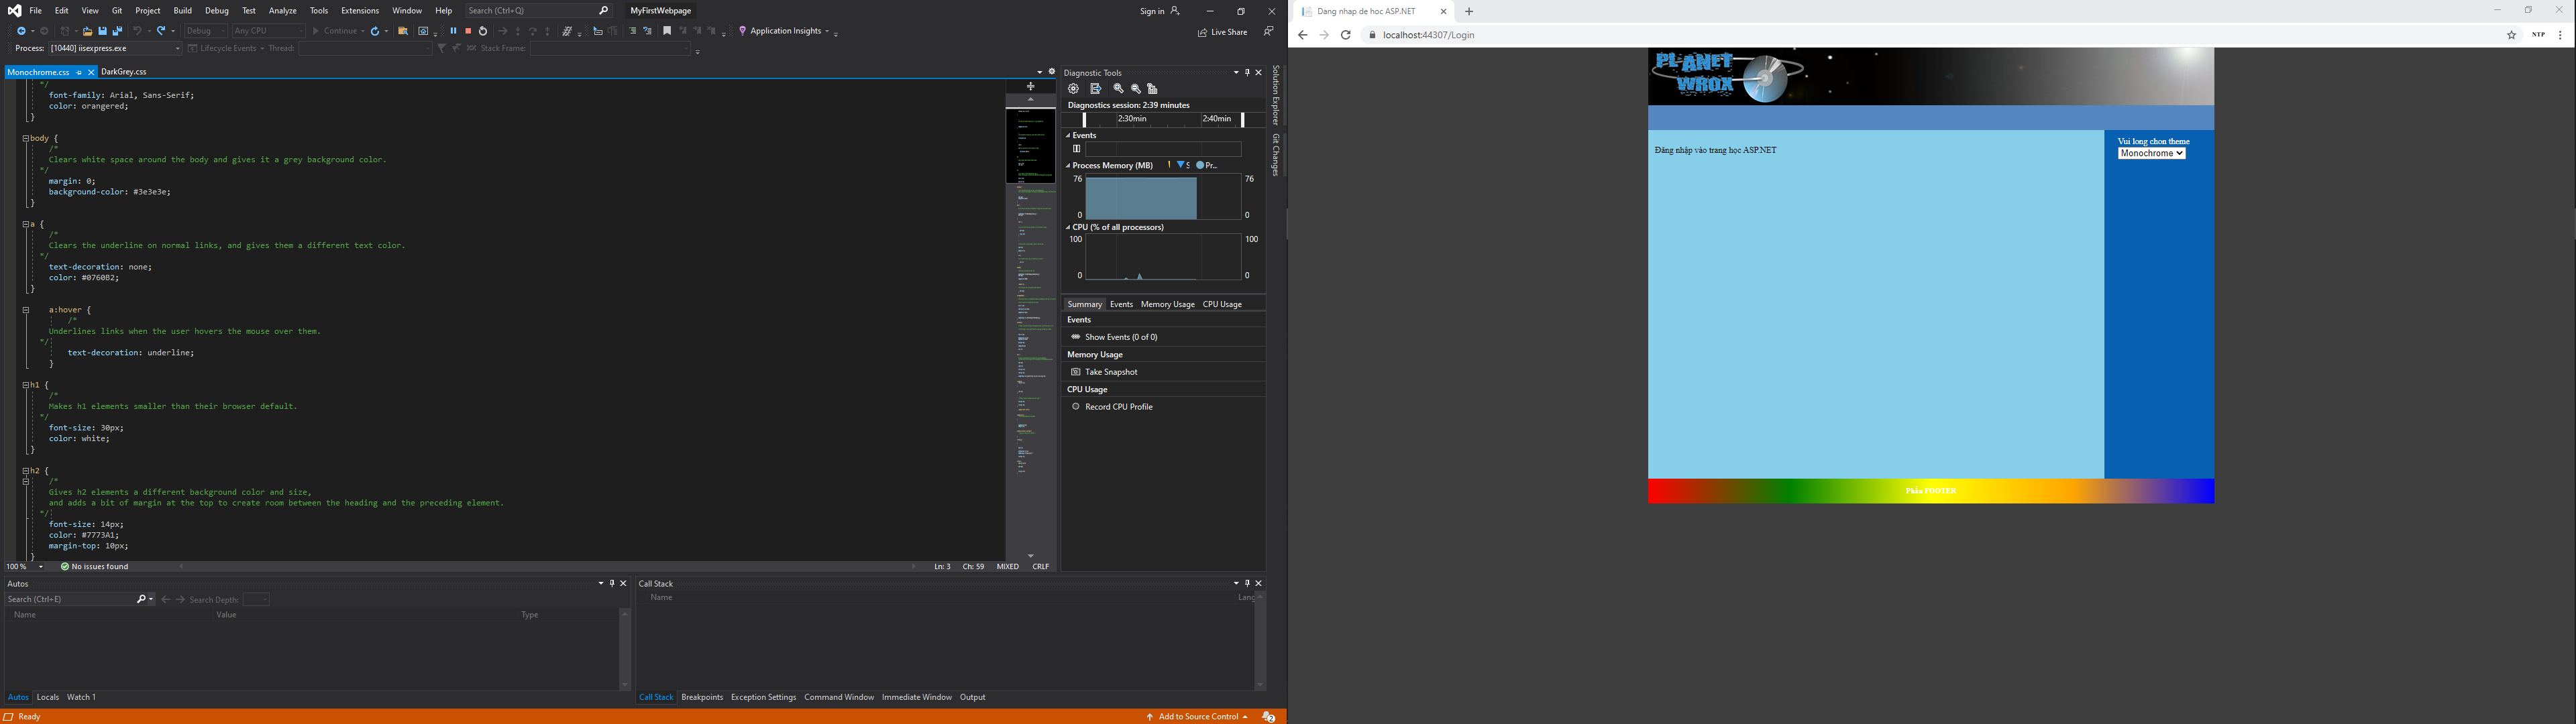 File Edit View Git Project Build Debug Test Analyze Tools Extensions Window Help Search (Ctrl+Q) MyFirstWebpage Sign in
Debug Any CPU Continue Application Insights Live Share
Process: [10440] iisexpress.exe Lifecycle Events Thread: Stack Frame:
Monochrome.css DarkGrey.css
*/
font-family: Arial, Sans-Serif;
color: orangered;
}
body {
/*
Clears white space around the body and gives it a grey background color.
*/
margin: 0;
background-color: #3e3e3e;
}
a {
/*
Clears the underline on normal links, and gives them a different text color.
*/
text-decoration: none;
color: #0760B2;
}
a:hover {
/*
Underlines links when the user hovers the mouse over them.
*/
text-decoration: underline;
}
h1 {
/*
Makes h1 elements smaller than their browser default.
*/
font-size: 30px;
color: white;
}
h2 {
/*
Gives h2 elements a different background color and size,
and adds a bit of margin at the top to create room between the heading and the preceding element.
*/
font-size: 14px;
color: #7773A1;
margin-top: 10px;
}
100 % No issues found Ln: 3 Ch: 59 MIXED CRLF
Diagnostic Tools
Diagnostics session: 2:39 minutes
2:30min 2:40min
Events
Process Memory (MB) S Pr...
76 76
0 0
CPU (% of all processors)
100 100
0 0
Summary Events Memory Usage CPU Usage
Events
Show Events (0 of 0)
Memory Usage
Take Snapshot
CPU Usage
Record CPU Profile
Solution Explorer
Git Changes
Autos
Search (Ctrl+E) Search Depth:
Name Value Type
Autos Locals Watch 1
Call Stack
Name Lang
Call Stack Breakpoints Exception Settings Command Window Immediate Window Output
Ready Add to Source Control 2
Dang nhap de hoc ASP.NET
localhost:44307/Login NTP
PLANET
WROX
Đăng nhập vào trang học ASP.NET
Vui long chon theme
Monochrome
Phần FOOTER